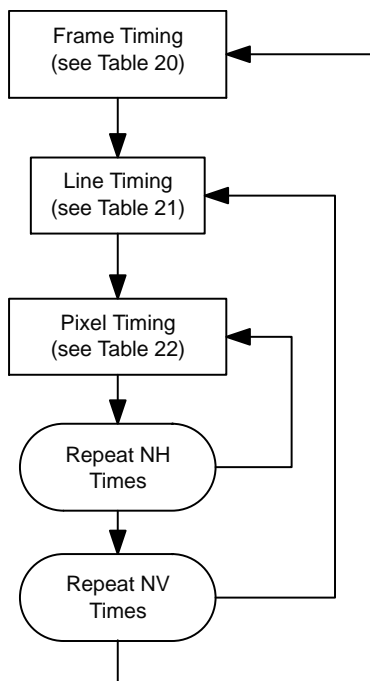 Frame Timing
(see Table 20)
Line Timing
(see Table 21)
Pixel Timing
(see Table 22)
Repeat NH
Times
Repeat NV
Times